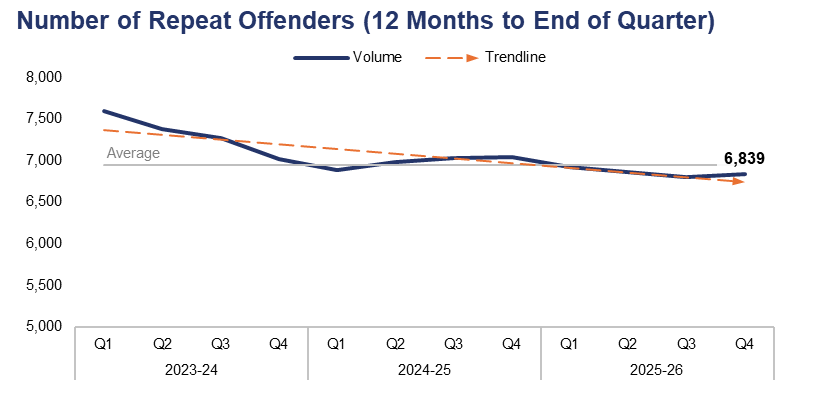 Number of Repeat Offenders (12 Months to End of Quarter)
Volume Trendline
8,000
7,500
7,000
6,500
6,000
5,500
5,000
Average
6,839
Q1 Q2 Q3 Q4 Q1 Q2 Q3 Q4 Q1 Q2 Q3 Q4
2023-24 2024-25 2025-26